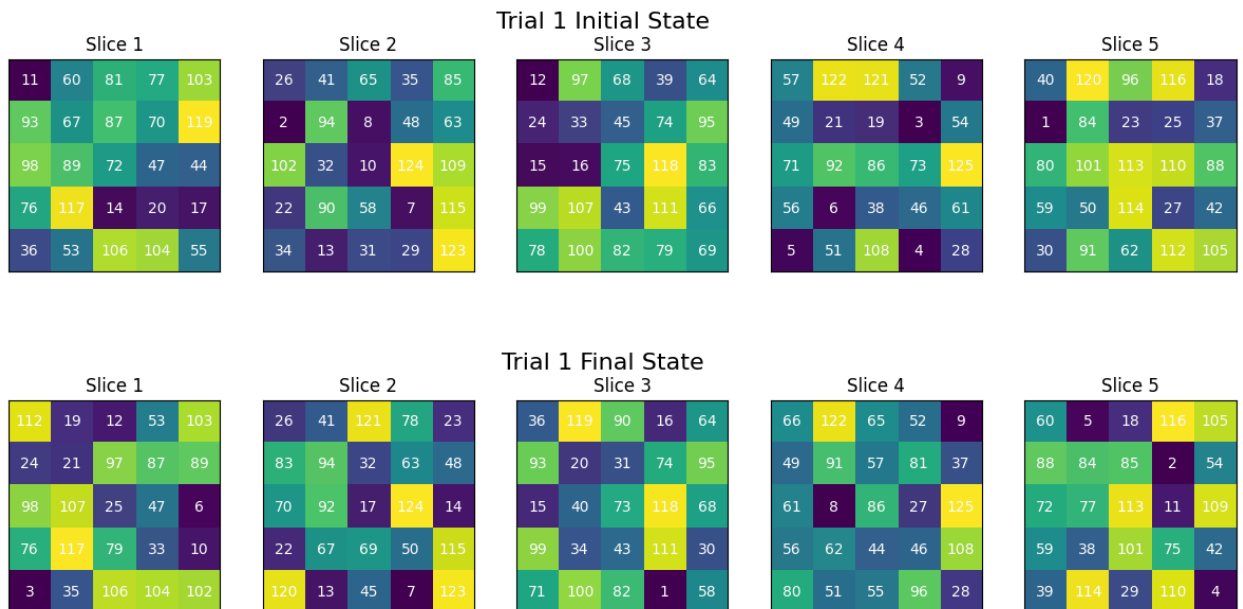 Trial 1 Initial State
Slice 1 Slice 2 Slice 3 Slice 4 Slice 5
11 60 81 77 103 26 41 65 35 85 12 97 68 39 64 57 122 121 52 9 40 120 96 116 18
93 67 87 70 119 2 94 8 48 63 24 33 45 74 95 49 21 19 3 54 1 84 23 25 37
98 89 72 47 44 102 32 10 124 109 15 16 75 118 83 71 92 86 73 125 80 101 113 110 88
76 117 14 20 17 22 90 58 7 115 99 107 43 111 66 56 6 38 46 61 59 50 114 27 42
36 53 106 104 55 34 13 31 29 123 78 100 82 79 69 5 51 108 4 28 30 91 62 112 105
Trial 1 Final State
Slice 1 Slice 2 Slice 3 Slice 4 Slice 5
112 19 12 53 103 26 41 121 78 23 36 119 90 16 64 66 122 65 52 9 60 5 18 116 105
24 21 97 87 89 83 94 32 63 48 93 20 31 74 95 49 91 57 81 37 88 84 85 2 54
98 107 25 47 6 70 92 17 124 14 15 40 73 118 68 61 8 86 27 125 72 77 113 11 109
76 117 79 33 10 22 67 69 50 115 99 34 43 111 30 56 62 44 46 108 59 38 101 75 42
3 35 106 104 102 120 13 45 7 123 71 100 82 1 58 80 51 55 96 28 39 114 29 110 4